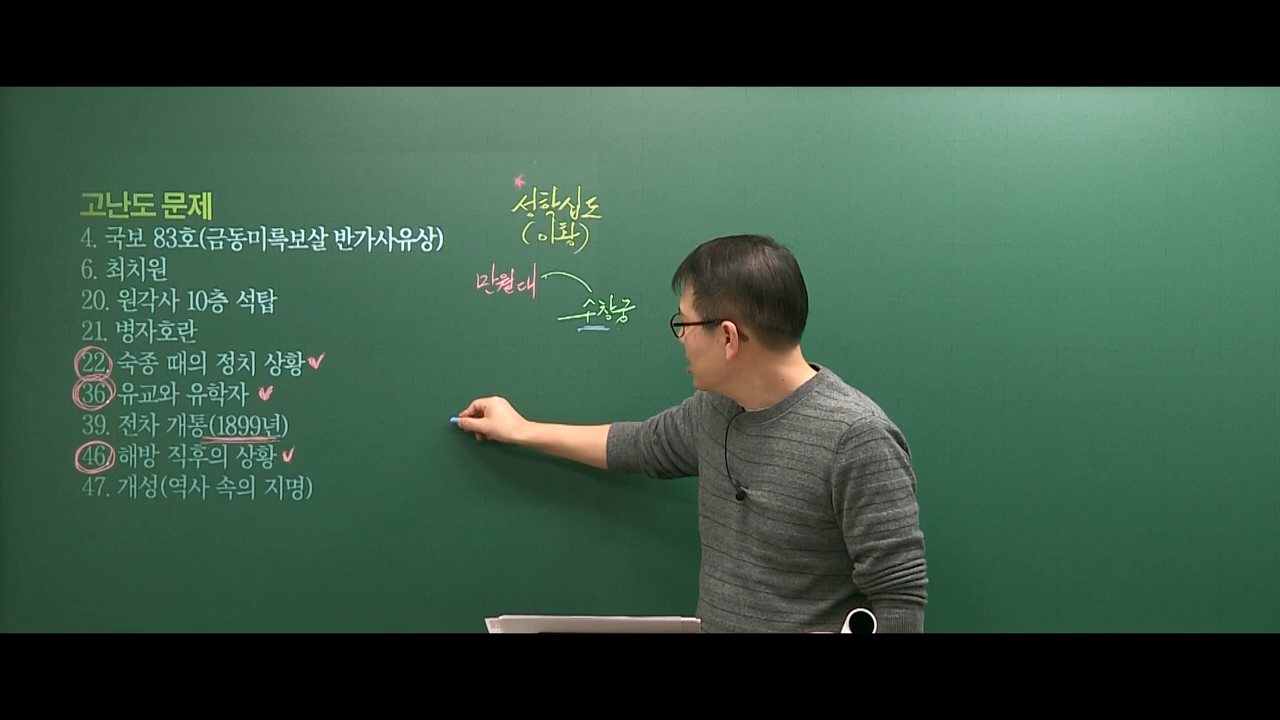 고난도 문제
4. 국보 83호(금동미륵보살 반가사유상)
6. 최치원
20. 원각사 10층 석탑
21. 병자호란
22. 숙종 때의 정치 상황
36. 유교와 유학자
39. 전차 개통(1899년)
46. 해방 직후의 상황
47. 개성(역사 속의 지명)
성학십도
(이황)
만월대
수창궁